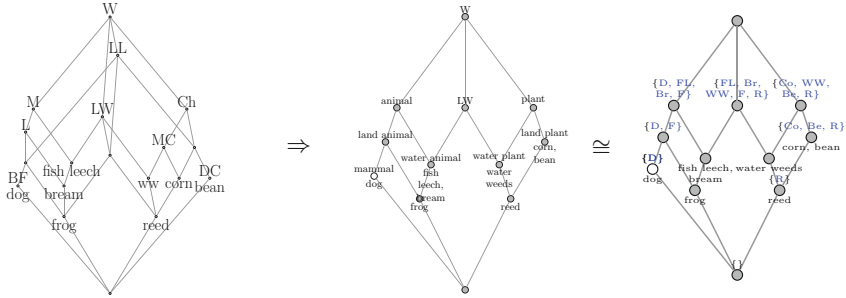 W
LL
M
LW
Ch
L
MC
fish leech
BF
ww
corn
DC
dog
bream
bean
frog
reed
⇒
W
animal
LW
plant
land animal
land plant
corn,
bean
water animal
water plant
mammal
fish
water
dog
leech,
weeds
bream
frog
reed
≅
{D, FL,
Br, F}
{FL, Br,
WW, F, R}
{Co, WW,
Be, R}
{D, F}
{Co, Be, R}
corn, bean
{D}
fish leech, water weeds
dog
bream
{R}
frog
reed
{}